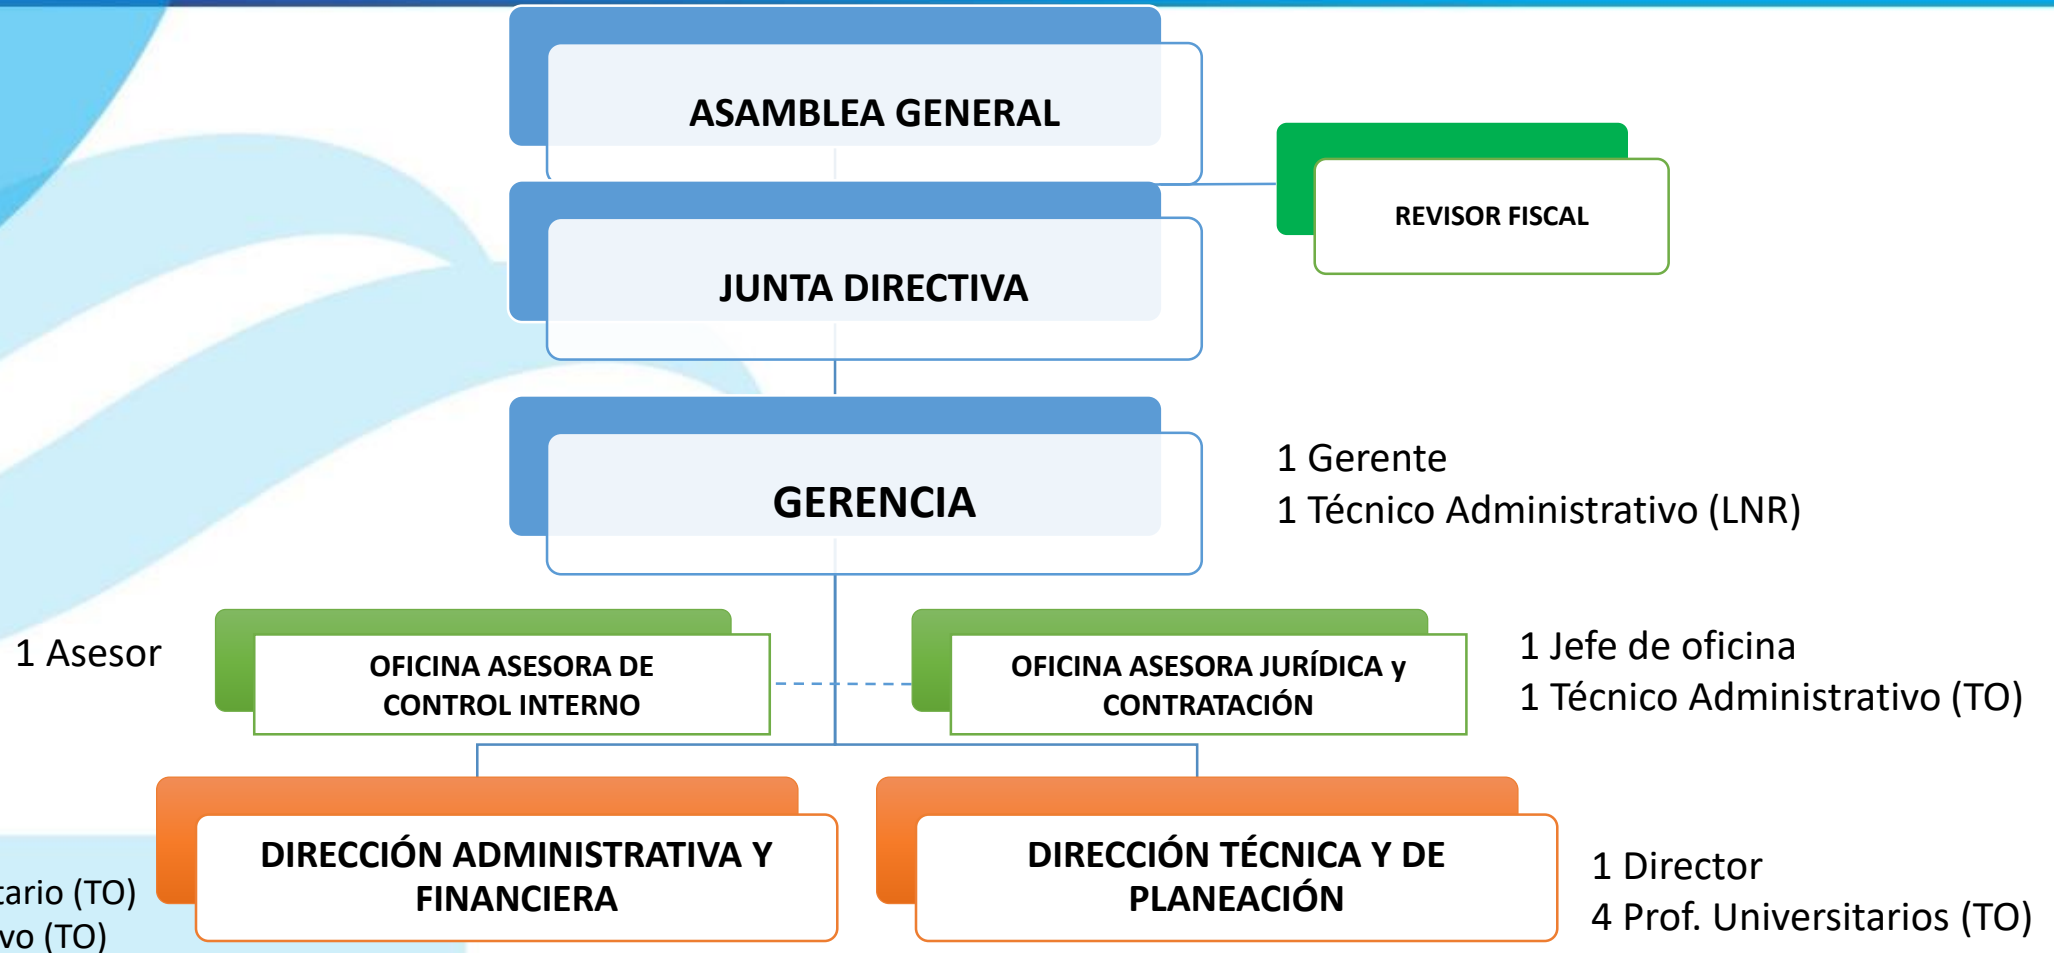 ASAMBLEA GENERAL
REVISOR FISCAL
JUNTA DIRECTIVA
GERENCIA
1 Gerente
1 Técnico Administrativo (LNR)
1 Asesor
OFICINA ASESORA DE
CONTROL INTERNO
OFICINA ASESORA JURÍDICA y
CONTRATACIÓN
1 Jefe de oficina
1 Técnico Administrativo (TO)
DIRECCIÓN ADMINISTRATIVA Y
FINANCIERA
(TO)
(TO)
DIRECCIÓN TÉCNICA Y DE
PLANEACIÓN
1 Director
4 Prof. Universitarios (TO)